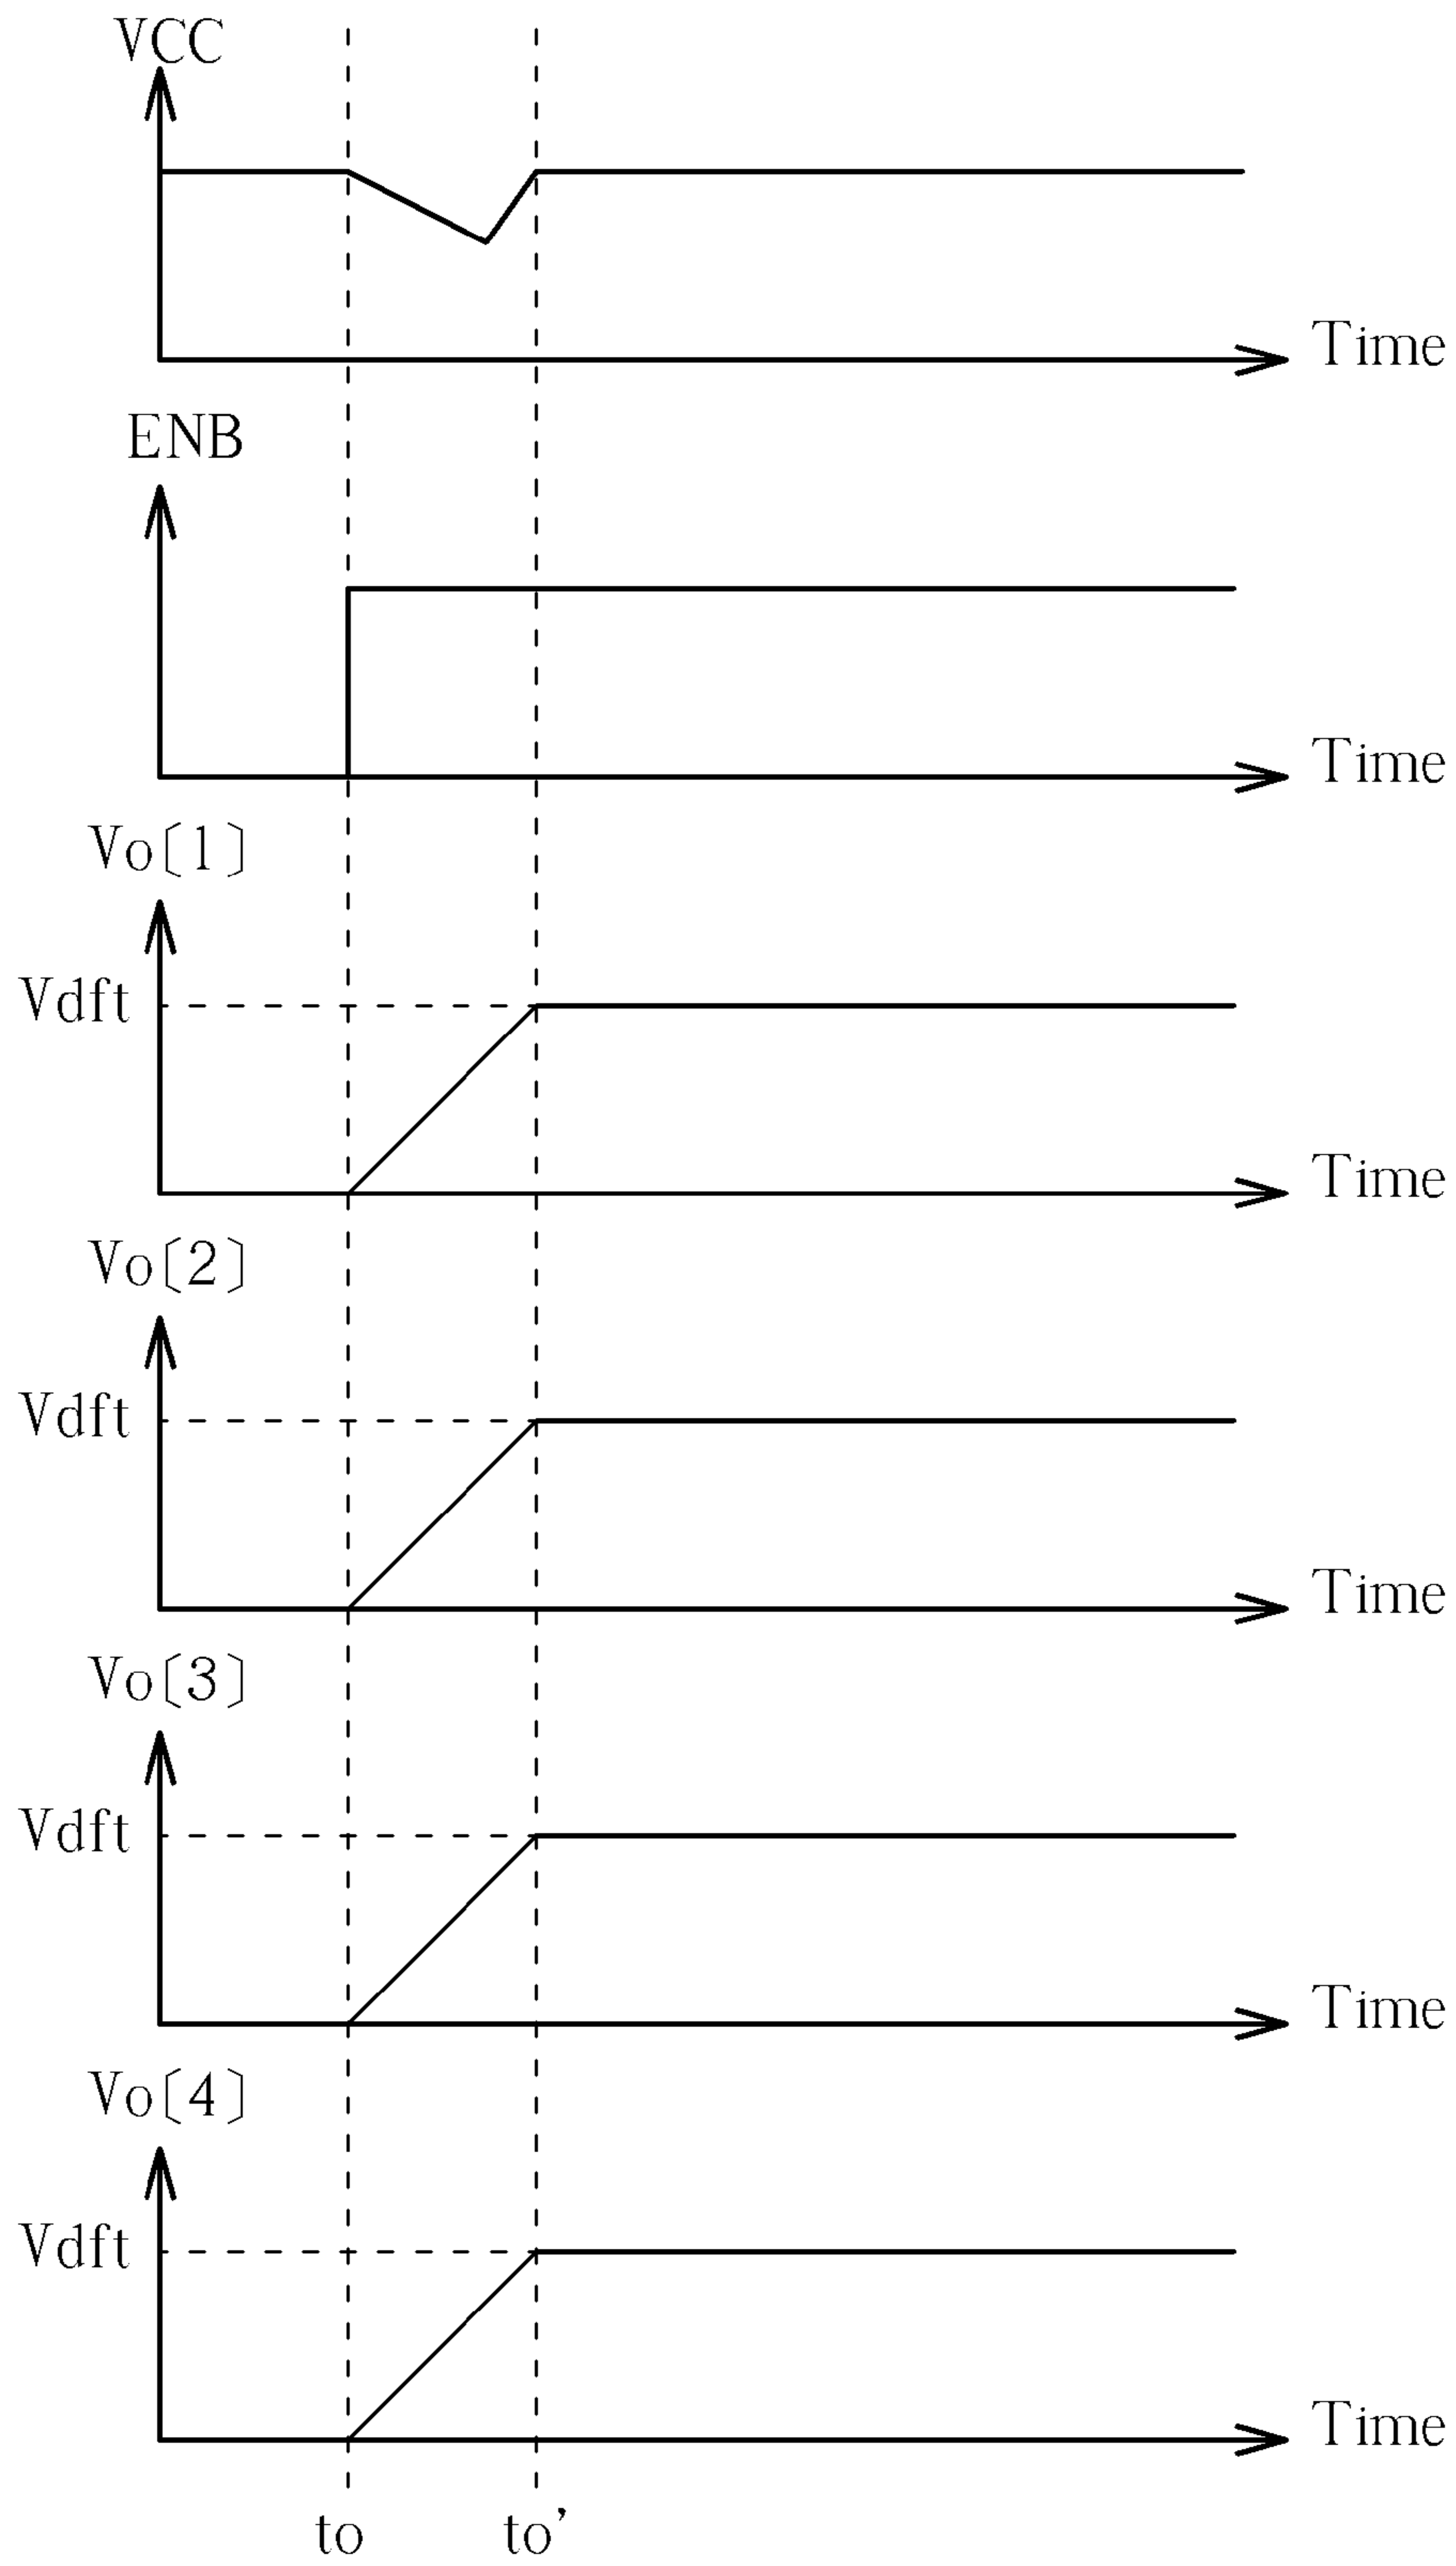 VCC
Time
ENB
Time
Vo[1]
Vdft
Time
Vo[2]
Vdft
Time
Vo[3]
Vdft
Time
Vo[4]
Vdft
Time
to to'